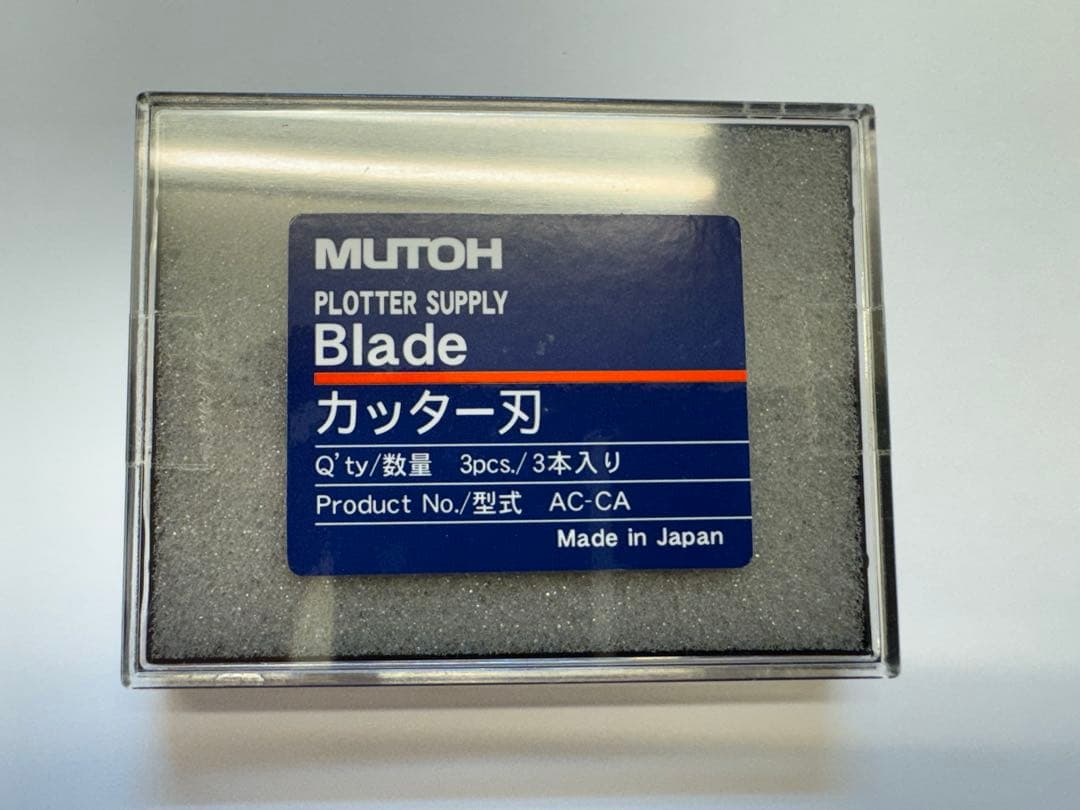 MUTOH
PLOTTER SUPPLY
Blade
カッター刃
Q'ty/数量 3pcs./3本入り
Product No./型式 AC-CA
Made in Japan